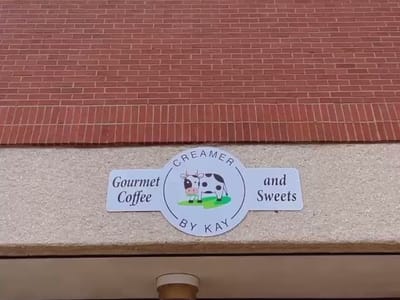 CREAMER
Gourmet
Coffee
and
Sweets
BY KAY